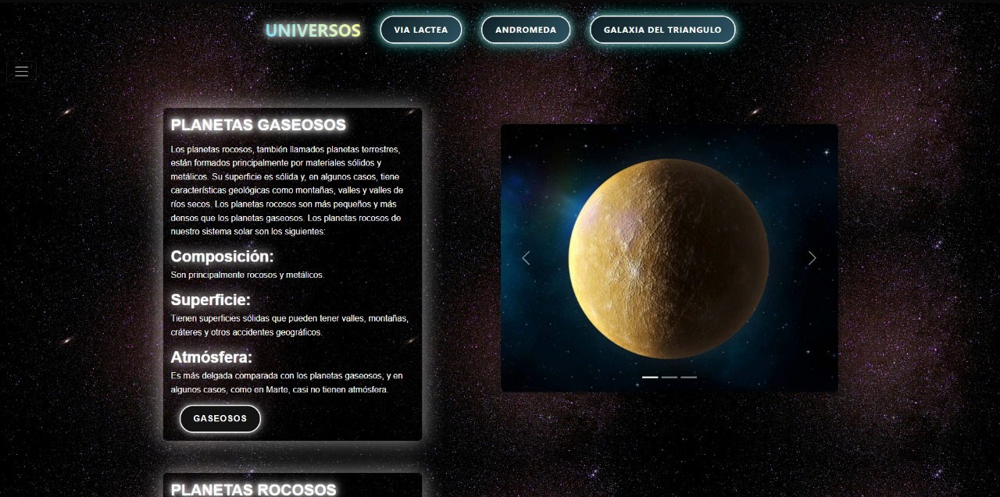 UNIVERSOS
VIA LACTEA
ANDROMEDA
GALAXIA DEL TRIANGULO
PLANETAS GASEOSOS
Los planetas rocosos, también llamados planetas terrestres,
están formados principalmente por materiales sólidos y
metálicos. Su superficie es sólida y, en algunos casos, tiene
características geológicas como montañas, valles y valles de
ríos secos. Los planetas rocosos son más pequeños y más
densos que los planetas gaseosos. Los planetas rocosos de
nuestro sistema solar son los siguientes:
Composición:
Son principalmente rocosos y metálicos.
Superficie:
Tienen superficies sólidas que pueden tener valles, montañas,
cráteres y otros accidentes geográficos.
Atmósfera:
Es más delgada comparada con los planetas gaseosos, y en
algunos casos, como en Marte, casi no tienen atmósfera.
GASEOSOS
PLANETAS ROCOSOS